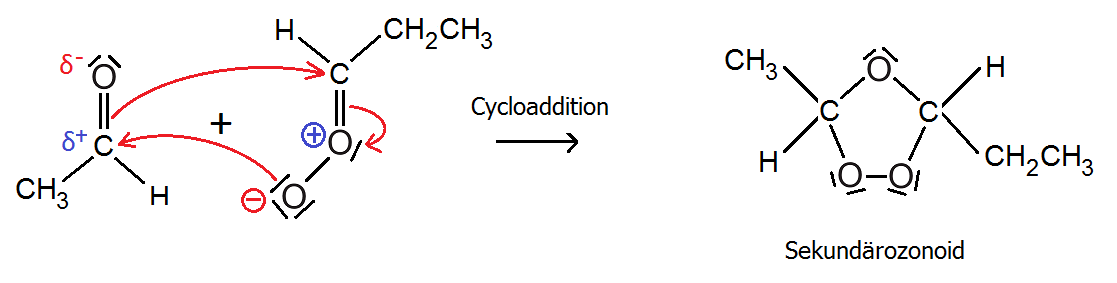 H
CH2CH3
δ-
O
C
δ+
C
+
+
O
CH3
H
−
O
Cycloaddition
CH3
O
H
C
C
H
O
O
CH2CH3
Sekundärozonoid